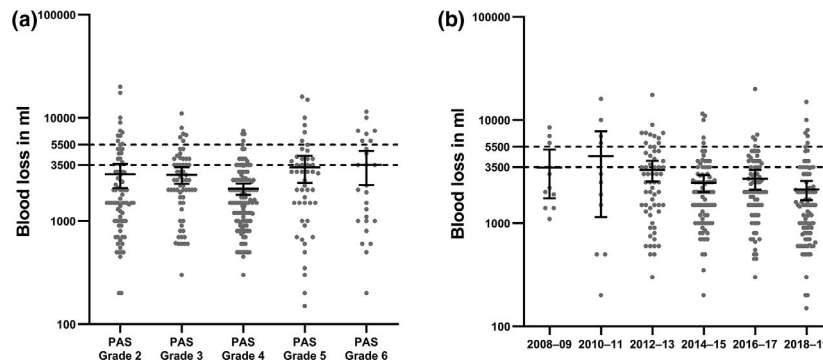 (a)
100000
10000
5500
3500
1000
100
Blood loss in ml
PAS Grade 2
PAS Grade 3
PAS Grade 4
PAS Grade 5
PAS Grade 6
(b)
100000
10000
5500
3500
1000
100
Blood loss in ml
2008–09
2010–11
2012–13
2014–15
2016–17